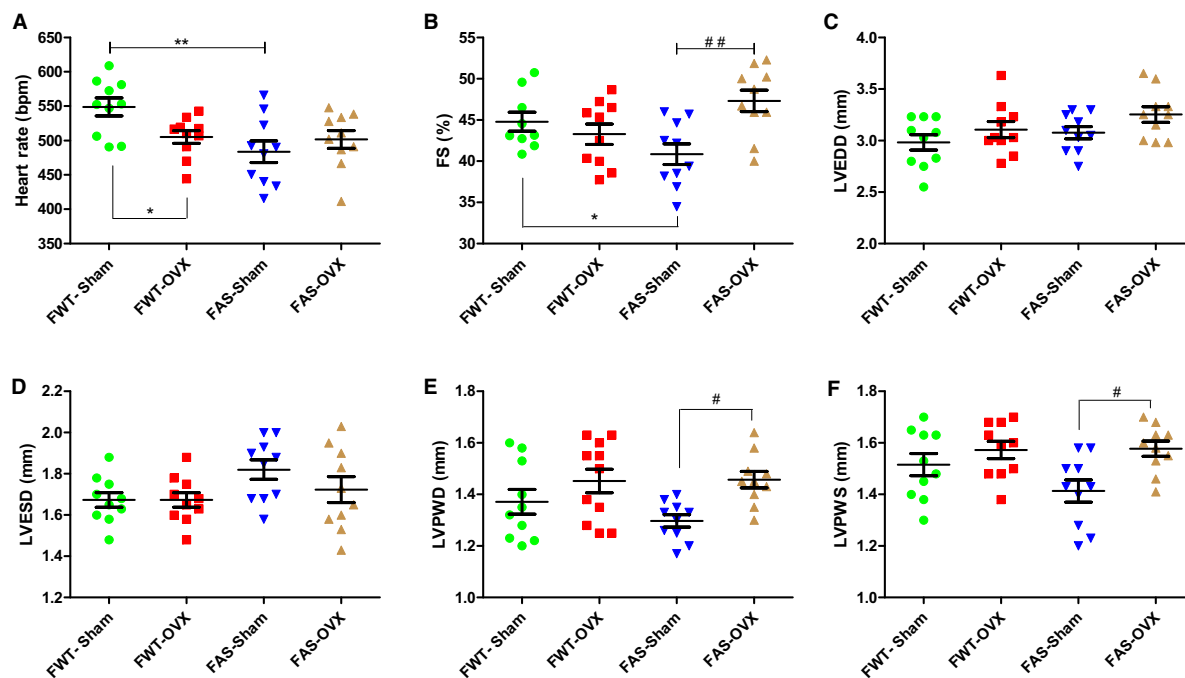 A
Heart rate (bpm)
650
600
550
500
450
400
350
**
*
FWT- Sham
FWT-OVX
FAS-Sham
FAS-OVX
B
FS (%)
55
50
45
40
35
30
# #
*
FWT- Sham
FWT-OVX
FAS-Sham
FAS-OVX
C
LVEDD (mm)
4.0
3.5
3.0
2.5
2.0
FWT- Sham
FWT-OVX
FAS-Sham
FAS-OVX
D
LVESD (mm)
2.2
2.0
1.8
1.6
1.4
1.2
FWT- Sham
FWT-OVX
FAS-Sham
FAS-OVX
E
LVPWD (mm)
1.8
1.6
1.4
1.2
1.0
#
FWT- Sham
FWT-OVX
FAS-Sham
FAS-OVX
F
LVPWS (mm)
1.8
1.6
1.4
1.2
1.0
#
FWT- Sham
FWT-OVX
FAS-Sham
FAS-OVX